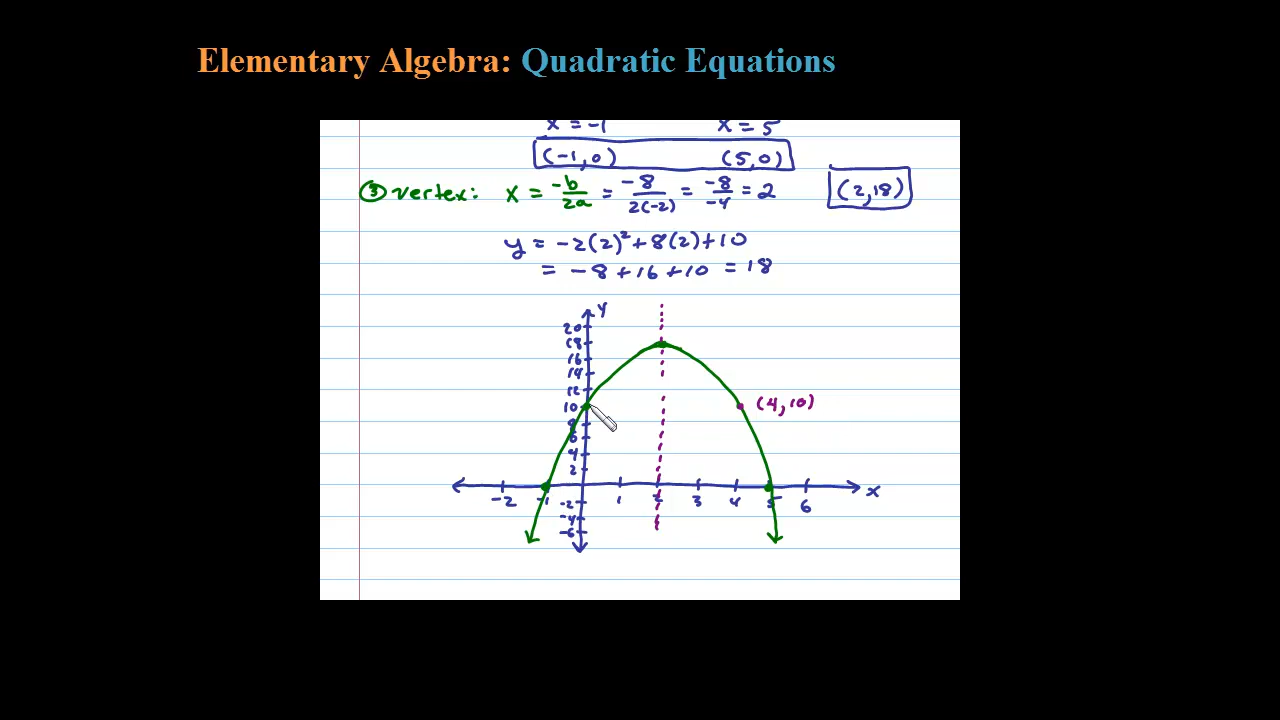 Elementary Algebra: Quadratic Equations
x = -1 x = 5
(-1, 0) (5, 0)
③ vertex: x = -b/2a = -8/2(-2) = -8/-4 = 2 (2, 18)
y = -2(2)² + 8(2) + 10
= -8 + 16 + 10 = 18
y
20
18
16
14
12
10 (4, 10)
8
6
4
2
-2 -1 1 2 3 4 5 6 x
-2
-4
-6